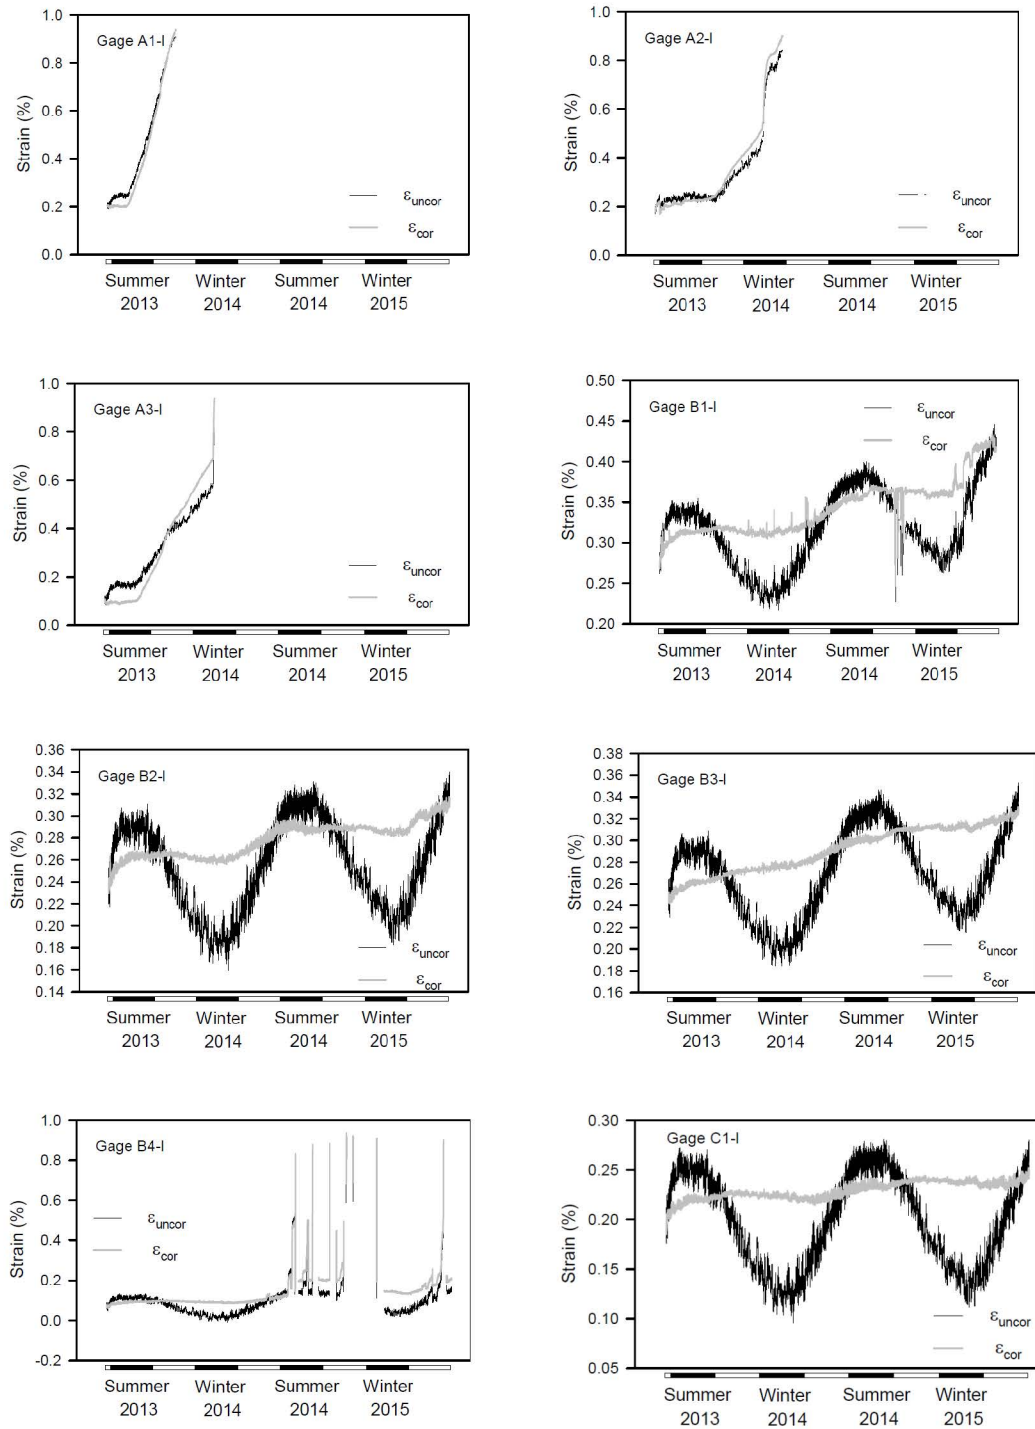 Gage A1-I
Strain (%)
1.0
0.8
0.6
0.4
0.2
0.0
εuncor
εcor
Summer 2013
Winter 2014
Summer 2014
Winter 2015
Gage A2-I
Strain (%)
1.0
0.8
0.6
0.4
0.2
0.0
εuncor
εcor
Summer 2013
Winter 2014
Summer 2014
Winter 2015
Gage A3-I
Strain (%)
1.0
0.8
0.6
0.4
0.2
0.0
εuncor
εcor
Summer 2013
Winter 2014
Summer 2014
Winter 2015
Gage B1-I
Strain (%)
0.50
0.45
0.40
0.35
0.30
0.25
0.20
εuncor
εcor
Summer 2013
Winter 2014
Summer 2014
Winter 2015
Gage B2-I
Strain (%)
0.36
0.34
0.32
0.30
0.28
0.26
0.24
0.22
0.20
0.18
0.16
0.14
εuncor
εcor
Summer 2013
Winter 2014
Summer 2014
Winter 2015
Gage B3-I
Strain (%)
0.38
0.36
0.34
0.32
0.30
0.28
0.26
0.24
0.22
0.20
0.18
0.16
εuncor
εcor
Summer 2013
Winter 2014
Summer 2014
Winter 2015
Gage B4-I
Strain (%)
1.0
0.8
0.6
0.4
0.2
0.0
-0.2
εuncor
εcor
Summer 2013
Winter 2014
Summer 2014
Winter 2015
Gage C1-I
Strain (%)
0.30
0.25
0.20
0.15
0.10
0.05
εuncor
εcor
Summer 2013
Winter 2014
Summer 2014
Winter 2015